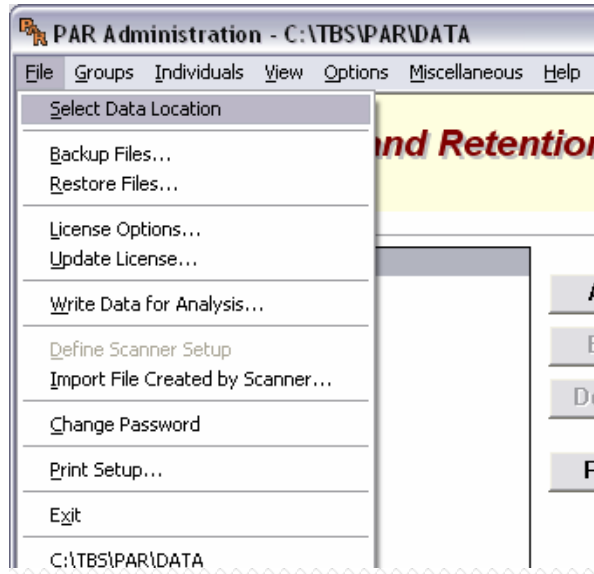 PAR Administration - C:\TBS\PAR\DATA
File Groups Individuals View Options Miscellaneous Help
Select Data Location
and Retention
Backup Files...
Restore Files...
License Options...
Update License...
Write Data for Analysis...
Define Scanner Setup
Import File Created by Scanner...
Change Password
Print Setup...
Exit
C:\TBS\PAR\DATA